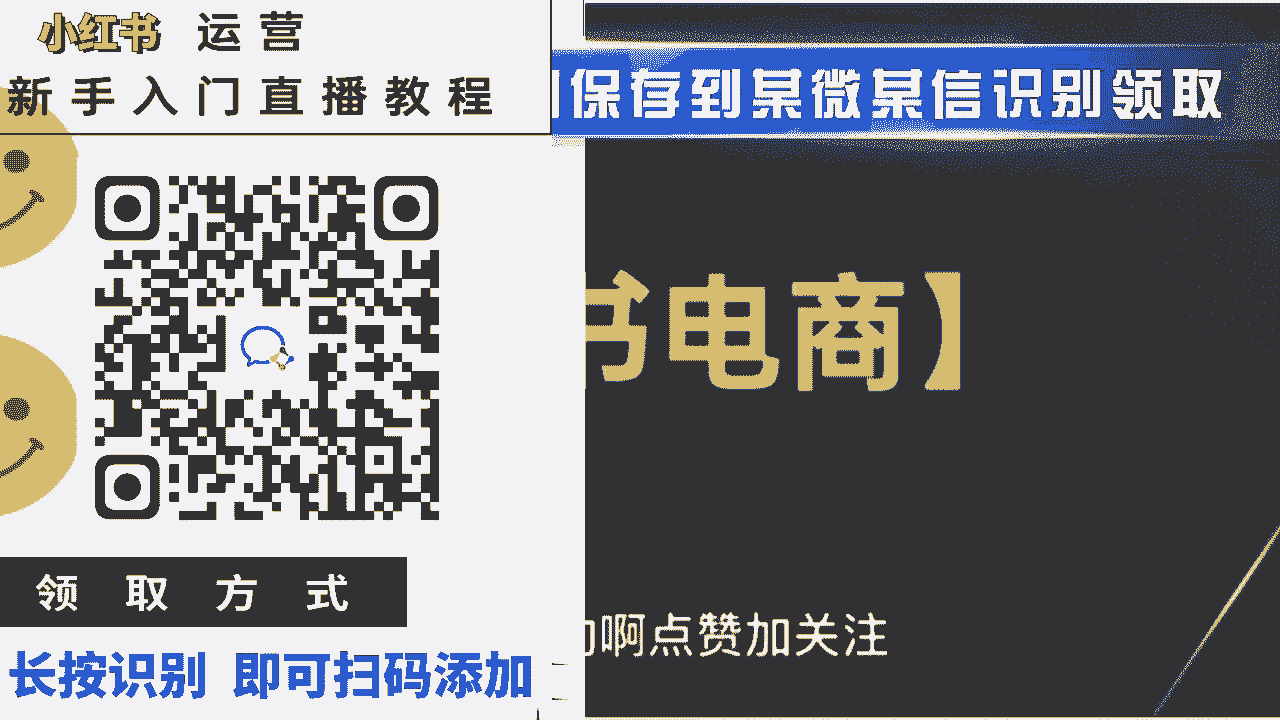 小红书 运营
新手入门直播教程
保存到某微某信识别领取
书电商】
领取方式
啊点赞加关注
长按识别 即可扫码添加